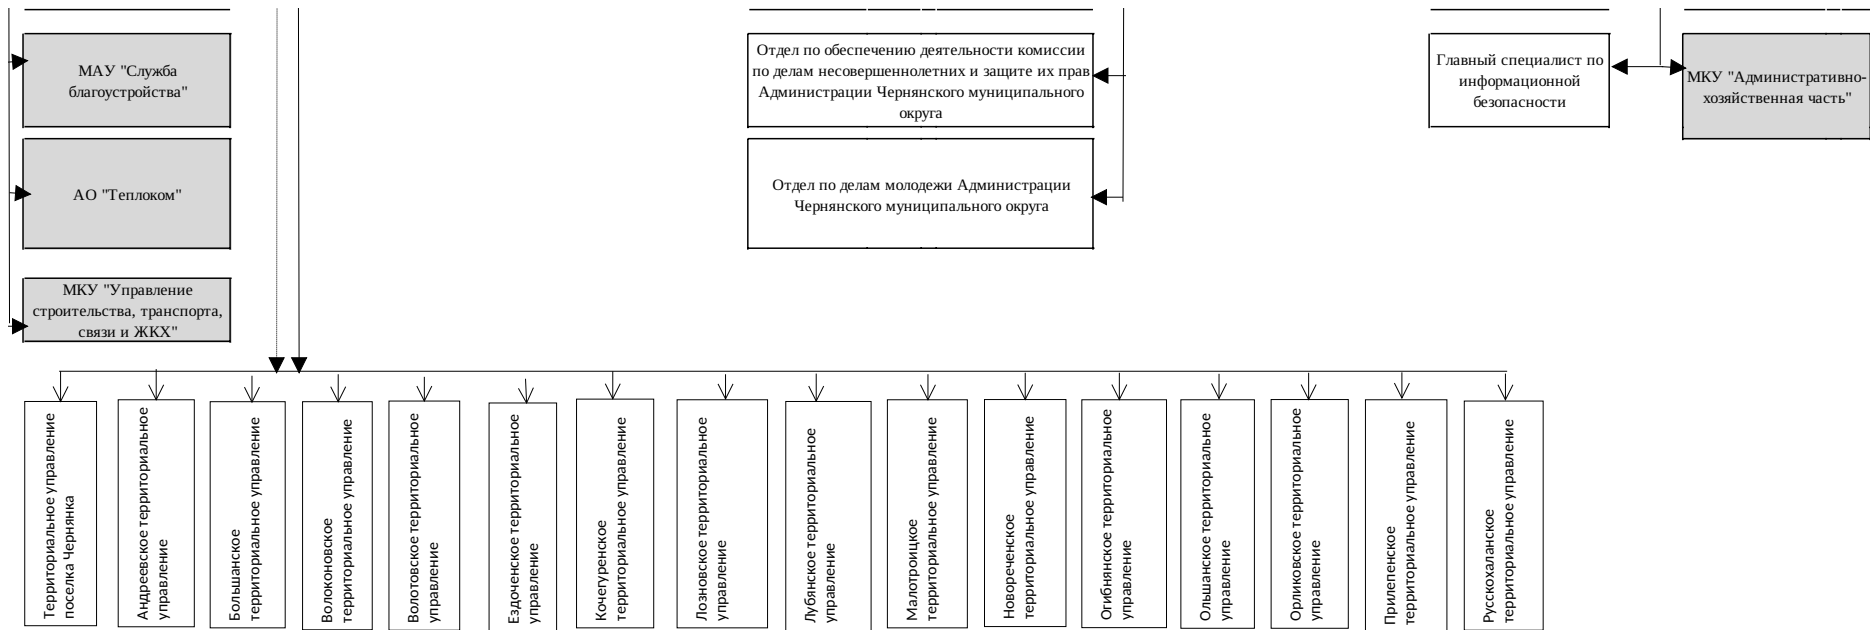 МАУ "Служба
благоустройства"
АО "Теплоком"
МКУ "Управление
строительства, транспорта,
связи и ЖКХ"
Отдел по обеспечению деятельности комиссии
по делам несовершеннолетних и защите их прав
Администрации Чернянского муниципального
округа
Отдел по делам молодежи Администрации
Чернянского муниципального округа
Главный специалист по
информационной
безопасности
МКУ "Административно-
хозяйственная часть"
Территориальное управление
поселка Чернянка
Андреевское территориальное
управление
Большанское
территориальное управление
Волоконовское
территориальное управление
Волотовское территориальное
управление
Ездоченское территориальное
управление
Кочегуренское
территориальное управление
Лозновское территориальное
управление
Лубянское территориальное
управление
Малотроицкое
территориальное управление
Новореченское
территориальное управление
Огибнянское территориальное
управление
Ольшанское территориальное
управление
Орликовское территориальное
управление
Прилепенское
территориальное управление
Русскохаланское
территориальное управление